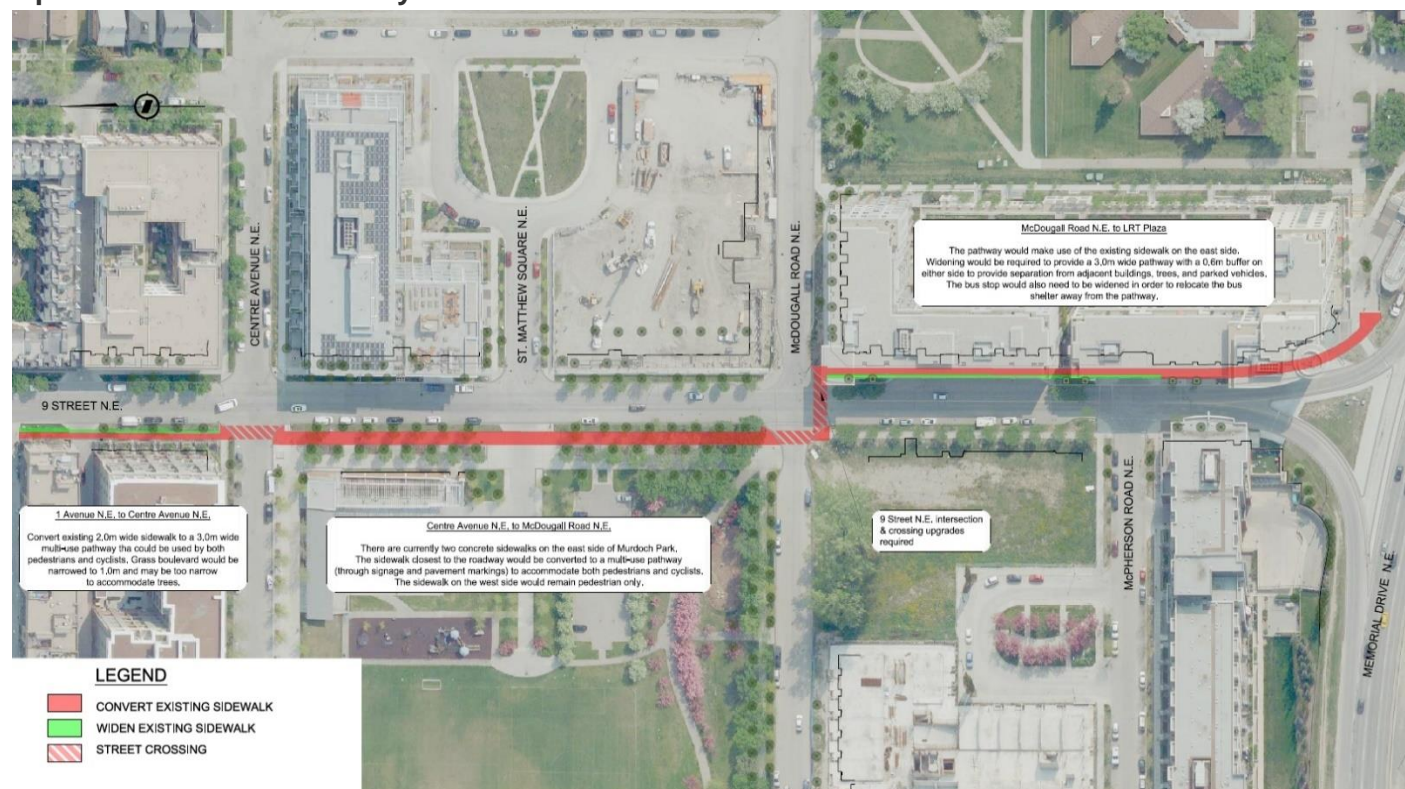 9 STREET N.E.
CENTRE AVENUE N.E.
ST. MATTHEW SQUARE N.E.
McDOUGALL ROAD N.E.
McDougall Road N.E. to LRT Plaza
The pathway would make use of the existing sidewalk on the east side.
Widening would be required to provide a 3.0m wide pathway with a 0.6m buffer on
either side to provide separation from adjacent buildings, trees, and parked vehicles.
The bus stop would also need to be widened in order to relocate the bus
shelter away from the pathway.
1 Avenue N.E. to Centre Avenue N.E.
Convert existing 2.0m wide sidewalk to a 3.0m wide
multi-use pathway tha could be used by both
pedestrians and cyclists. Grass boulevard would be
narrowed to 1.0m and may be too narrow
to accommodate trees.
Centre Avenue N.E. to McDougall Road N.E.
There are currently two concrete sidewalks on the east side of Murdoch Park.
The sidewalk closest to the roadway would be converted to a multi-use pathway
(through signage and pavement markings) to accommodate both pedestrians and cyclists.
The sidewalk on the west side would remain pedestrian only.
9 Street N.E. intersection
& crossing upgrades
required
McPHERSON ROAD N.E.
MEMORIAL DRIVE N.E.
LEGEND
CONVERT EXISTING SIDEWALK
WIDEN EXISTING SIDEWALK
STREET CROSSING